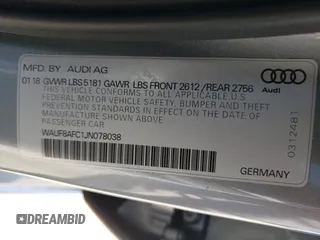 MFD BY AUDI AG
01 18 GVWR LBS 5181 GAWR LBS FRONT 2612 /REAR 2756
THIS VEHICLE CONFORMS TO ALL APPLICABLE
FEDERAL MOTOR VEHICLE SAFETY, BUMPER AND THEFT
PREVENTION STANDARDS IN EFFECT ON THE DATE OF
MANUFACTURE SHOWN ABOVE
PASSENGER CAR
WAUF8AFC1JN078038
Audi
0312481
GERMANY
DREAMBID